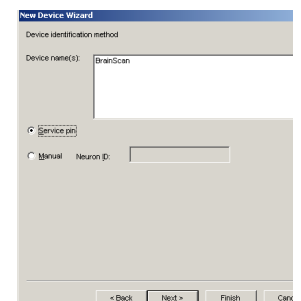 New Device Wizard
Device identification method
Device name(s):
BrainScan
Service pin
Manual Neuron ID:
< Back Next > Finish